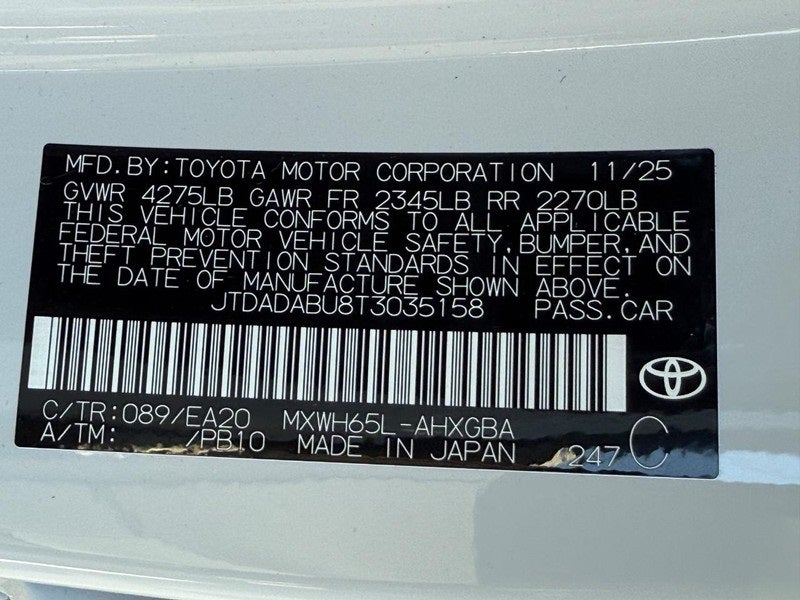 MFD.BY:TOYOTA MOTOR CORPORATION 11/25
GVWR 4275LB GAWR FR 2345LB RR 2270LB
THIS VEHICLE CONFORMS TO ALL APPLICABLE
FEDERAL MOTOR VEHICLE SAFETY,BUMPER,AND
THEFT PREVENTION STANDARDS IN EFFECT ON
THE DATE OF MANUFACTURE SHOWN ABOVE.
JTDADABU8T3035158 PASS.CAR
C/TR:089/EA20 MXWH65L-AHXGBA
A/TM: /PB10 MADE IN JAPAN 247 C